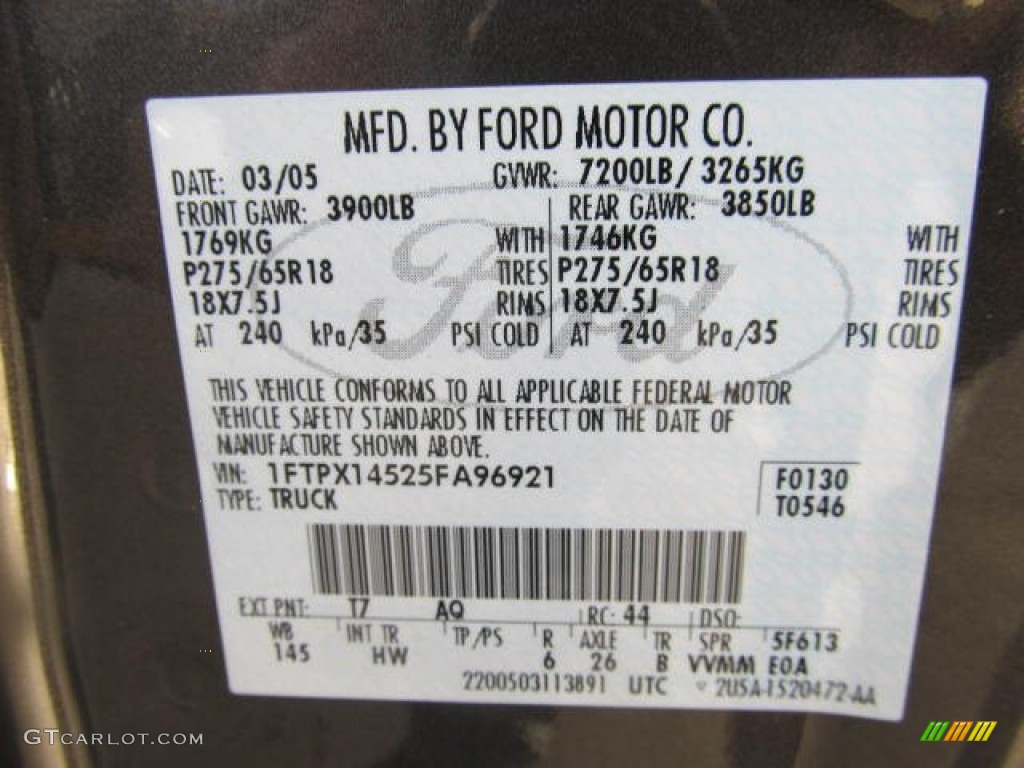 MFD. BY FORD MOTOR CO.
DATE: 03/05 GVWR: 7200LB/ 3265KG
FRONT GAWR: 3900LB REAR GAWR: 3850LB
1769KG WITH 1746KG WITH
P275/65R18 TIRES P275/65R18 TIRES
18X7.5J RIMS 18X7.5J RIMS
AT 240 kPa/35 PSI COLD AT 240 kPa/35 PSI COLD
Ford
THIS VEHICLE CONFORMS TO ALL APPLICABLE FEDERAL MOTOR
VEHICLE SAFETY STANDARDS IN EFFECT ON THE DATE OF
MANUFACTURE SHOWN ABOVE.
VIN: 1FTPX14525FA96921 F0130
TYPE: TRUCK T0546
EXT PNT: T7 AQ RC: 44 DSO:
WB INT TR TP/PS R AXLE TR SPR 5F613
145 HW 6 26 B VVMM EOA
2200503113891 UTC 2U5A-1520472-AA
GTCARLOT.COM